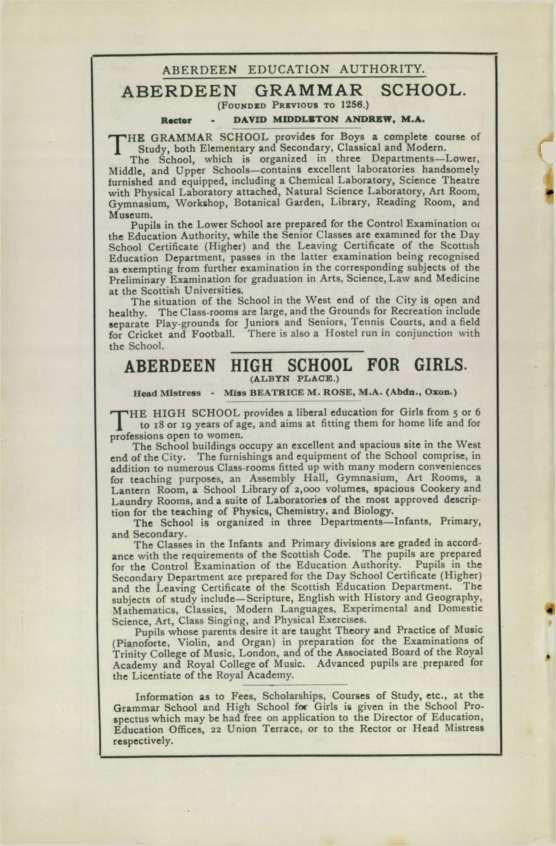 ABERDEEN EDUCATION AUTHORITY.
ABERDEEN GRAMMAR SCHOOL.
(FOUNDED PREVIOUS TO 1256.)
Rector - DAVID MIDDLETON ANDREW, M.A.
THE GRAMMAR SCHOOL provides for Boys a complete course of
Study, both Elementary and Secondary, Classical and Modern.
The School, which is organized in three Departments—Lower,
Middle, and Upper Schools—contains excellent laboratories handsomely
furnished and equipped, including a Chemical Laboratory, Science Theatre
with Physical Laboratory attached, Natural Science Laboratory, Art Room,
Gymnasium, Workshop, Botanical Garden, Library, Reading Room, and
Museum.
Pupils in the Lower School are prepared for the Control Examination of
the Education Authority, while the Senior Classes are examined for the Day
School Certificate (Higher) and the Leaving Certificate of the Scottish
Education Department, passes in the latter examination being recognised
as exempting from further examination in the corresponding subjects of the
Preliminary Examination for graduation in Arts, Science, Law and Medicine
at the Scottish Universities.
The situation of the School in the West end of the City is open and
healthy. The Class-rooms are large, and the Grounds for Recreation include
separate Play-grounds for Juniors and Seniors, Tennis Courts, and a field
for Cricket and Football. There is also a Hostel run in conjunction with
the School.
ABERDEEN HIGH SCHOOL FOR GIRLS.
(ALBYN PLACE.)
Head Mistress - Miss BEATRICE M. ROSE, M.A. (Abdn., Oxon.)
THE HIGH SCHOOL provides a liberal education for Girls from 5 or 6
to 18 or 19 years of age, and aims at fitting them for home life and for
professions open to women.
The School buildings occupy an excellent and spacious site in the West
end of the City. The furnishings and equipment of the School comprise, in
addition to numerous Class-rooms fitted up with many modern conveniences
for teaching purposes, an Assembly Hall, Gymnasium, Art Rooms, a
Lantern Room, a School Library of 2,000 volumes, spacious Cookery and
Laundry Rooms, and a suite of Laboratories of the most approved descrip-
tion for the teaching of Physics, Chemistry, and Biology.
The School is organized in three Departments—Infants, Primary,
and Secondary.
The Classes in the Infants and Primary divisions are graded in accord-
ance with the requirements of the Scottish Code. The pupils are prepared
for the Control Examination of the Education Authority. Pupils in the
Secondary Department are prepared for the Day School Certificate (Higher)
and the Leaving Certificate of the Scottish Education Department. The
subjects of study include—Scripture, English with History and Geography,
Mathematics, Classics, Modern Languages, Experimental and Domestic
Science, Art, Class Singing, and Physical Exercises.
Pupils whose parents desire it are taught Theory and Practice of Music
(Pianoforte, Violin, and Organ) in preparation for the Examinations of
Trinity College of Music, London, and of the Associated Board of the Royal
Academy and Royal College of Music. Advanced pupils are prepared for
the Licentiate of the Royal Academy.
Information as to Fees, Scholarships, Courses of Study, etc., at the
Grammar School and High School for Girls is given in the School Pro-
spectus which may be had free on application to the Director of Education,
Education Offices, 22 Union Terrace, or to the Rector or Head Mistress
respectively.